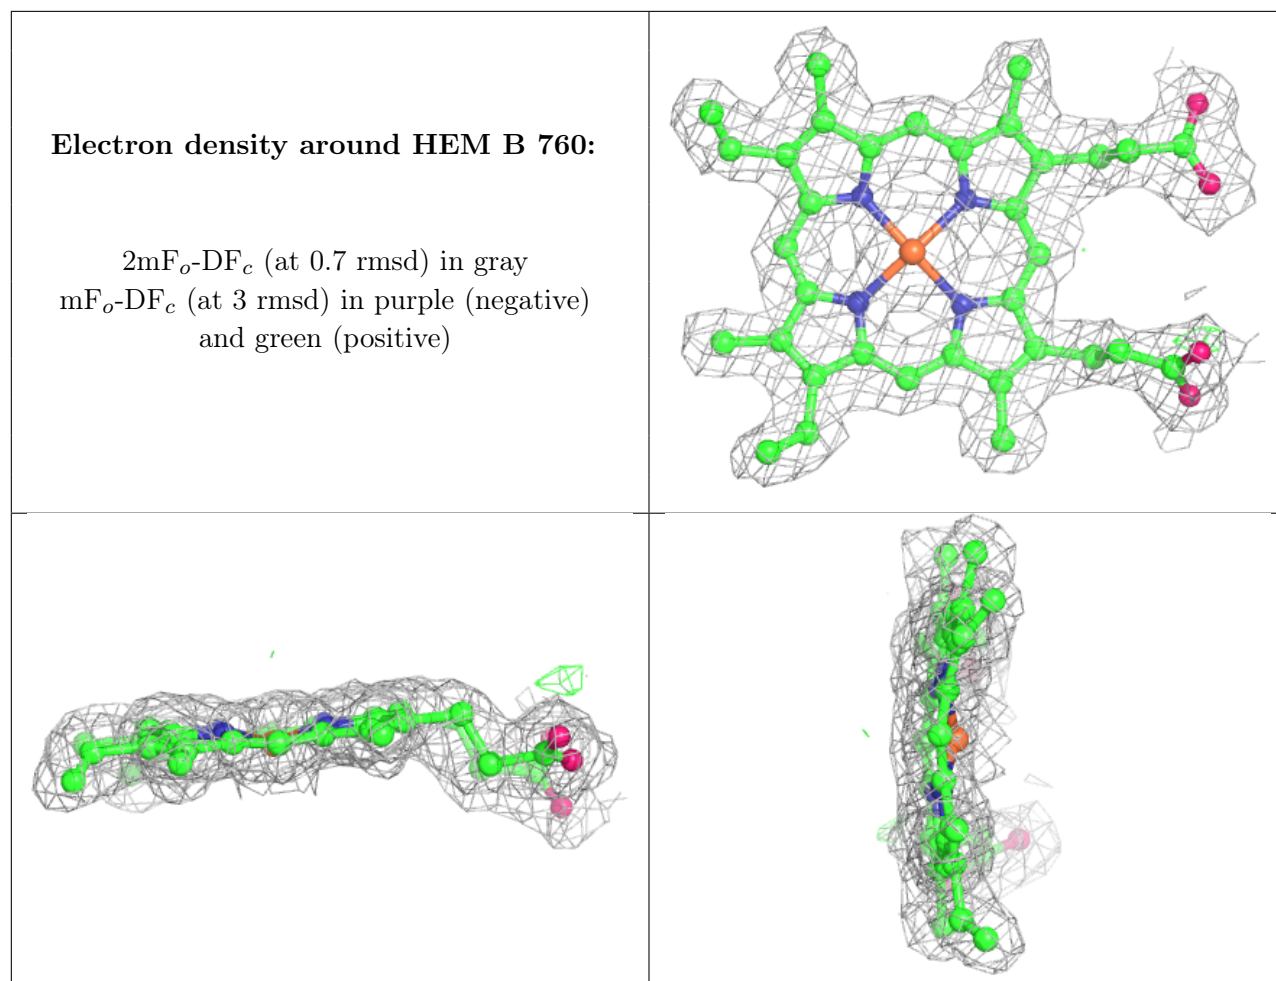 Electron density around HEM B 760:
2mFo-DFc (at 0.7 rmsd) in gray
mFo-DFc (at 3 rmsd) in purple (negative)
and green (positive)